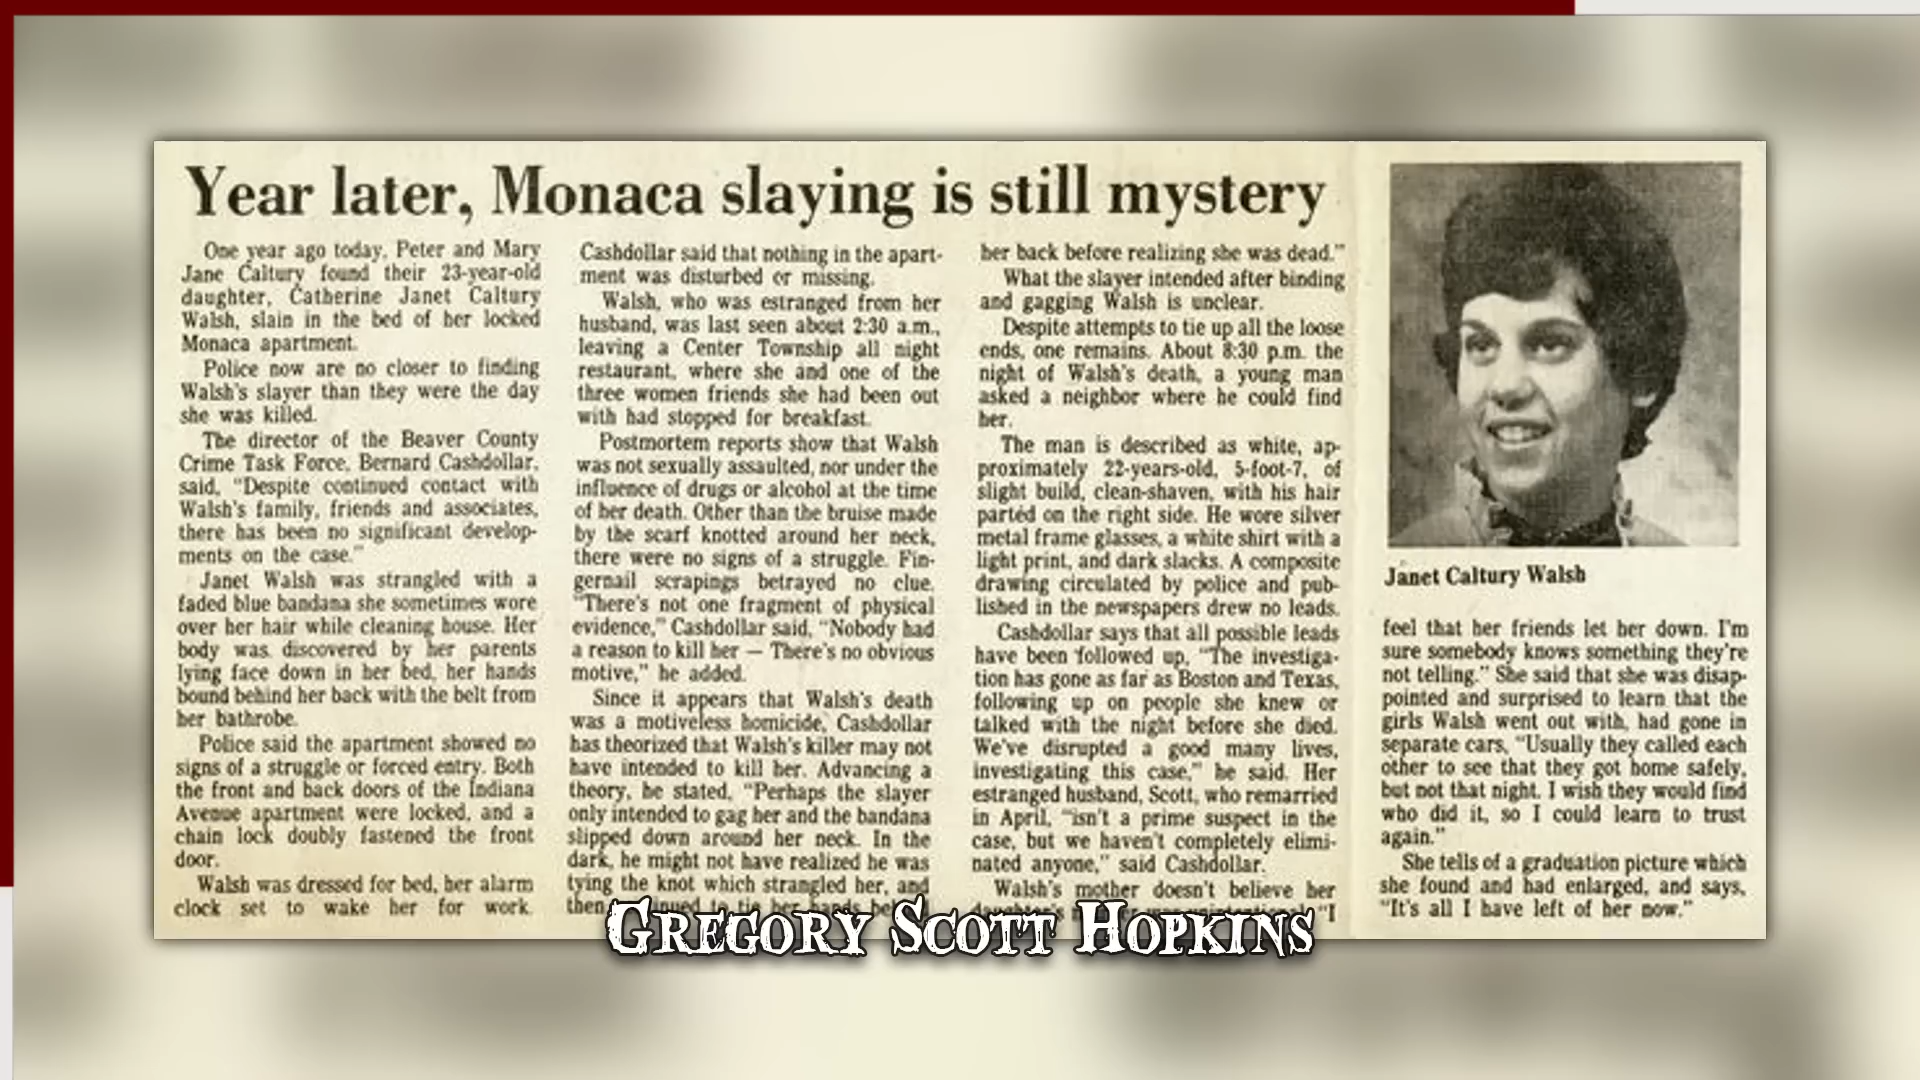 Year later, Monaca slaying is still mystery
One year ago today, Peter and Mary
Jane Caltury found their 23-year-old
daughter, Catherine Janet Caltury
Walsh, slain in the bed of her locked
Monaca apartment.
Police now are no closer to finding
Walsh's slayer than they were the day
she was killed.
The director of the Beaver County
Crime Task Force, Bernard Cashdollar,
said, "Despite continued contact with
Walsh's family, friends and associates,
there has been no significant develop-
ments on the case."
Janet Walsh was strangled with a
faded blue bandana she sometimes wore
over her hair while cleaning house. Her
body was discovered by her parents
lying face down in her bed, her hands
bound behind her back with the belt from
her bathrobe.
Police said the apartment showed no
signs of a struggle or forced entry. Both
the front and back doors of the Indiana
Avenue apartment were locked, and a
chain lock doubly fastened the front
door.
Walsh was dressed for bed, her alarm
clock set to wake her for work.
Cashdollar said that nothing in the apart-
ment was disturbed or missing.
Walsh, who was estranged from her
husband, was last seen about 2:30 a.m.,
leaving a Center Township all night
restaurant, where she and one of the
three women friends she had been out
with had stopped for breakfast.
Postmortem reports show that Walsh
was not sexually assaulted, nor under the
influence of drugs or alcohol at the time
of her death. Other than the bruise made
by the scarf knotted around her neck,
there were no signs of a struggle. Fin-
gernail scrapings betrayed no clue.
"There's not one fragment of physical
evidence," Cashdollar said, "Nobody had
a reason to kill her — There's no obvious
motive," he added.
Since it appears that Walsh's death
was a motiveless homicide, Cashdollar
has theorized that Walsh's killer may not
have intended to kill her. Advancing a
theory, he stated, "Perhaps the slayer
only intended to gag her and the bandana
slipped down around her neck. In the
dark, he might not have realized he was
tying the knot which strangled her, and
then to tie her hands
her back before realizing she was dead."
What the slayer intended after binding
and gagging Walsh is unclear.
Despite attempts to tie up all the loose
ends, one remains. About 8:30 p.m. the
night of Walsh's death, a young man
asked a neighbor where he could find
her.
The man is described as white, ap-
proximately 22-years-old, 5-foot-7, of
slight build, clean-shaven, with his hair
parted on the right side. He wore silver
metal frame glasses, a white shirt with a
light print, and dark slacks. A composite
drawing circulated by police and pub-
lished in the newspapers drew no leads.
Cashdollar says that all possible leads
have been followed up, "The investiga-
tion has gone as far as Boston and Texas,
following up on people she knew or
talked with the night before she died.
We've disrupted a good many lives,
investigating this case," he said. Her
estranged husband, Scott, who remarried
in April, "isn't a prime suspect in the
case, but we haven't completely elimi-
nated anyone," said Cashdollar.
Walsh's mother doesn't believe her
"I
Janet Caltury Walsh
feel that her friends let her down. I'm
sure somebody knows something they're
not telling." She said that she was disap-
pointed and surprised to learn that the
girls Walsh went out with, had gone in
separate cars, "Usually they called each
other to see that they got home safely,
but not that night. I wish they would find
who did it, so I could learn to trust
again."
She tells of a graduation picture which
she found and had enlarged, and says,
"It's all I have left of her now."
Gregory Scott Hopkins